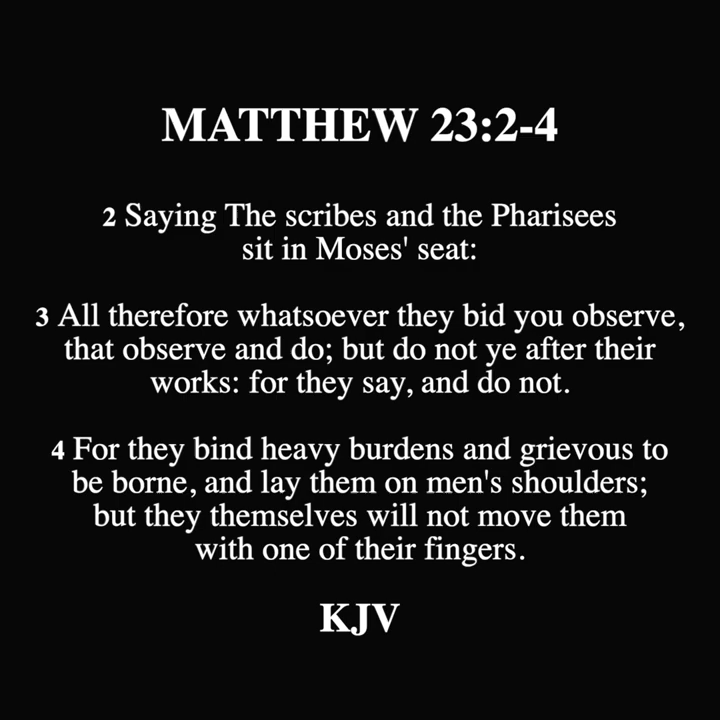 MATTHEW 23:2-4
2 Saying The scribes and the Pharisees
sit in Moses' seat:
3 All therefore whatsoever they bid you observe,
that observe and do; but do not ye after their
works: for they say, and do not.
4 For they bind heavy burdens and grievous to
be borne, and lay them on men's shoulders;
but they themselves will not move them
with one of their fingers.
KJV